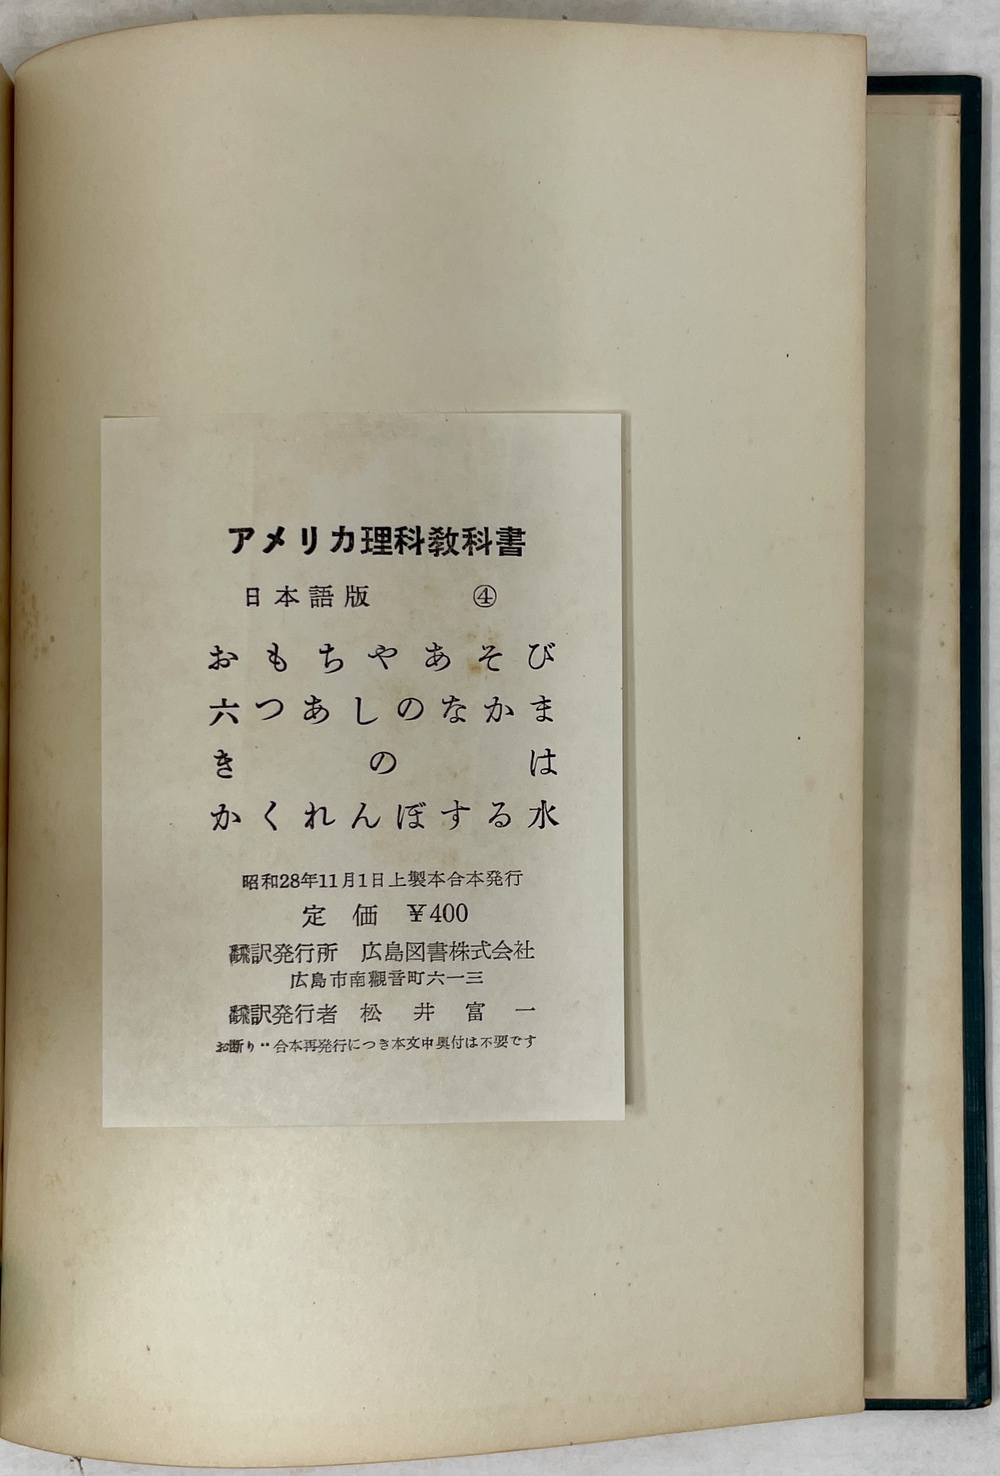 アメリカ理科教科書
日本語版 ④
おもちやあそび
六つあしのなかま
きのは
かくれんぼする水
昭和28年11月1日上製本合本発行
定価 ¥400
飜訳発行所 広島図書株式会社
広島市南観音町六一三
飜訳発行者 松井富一
お断り‥合本再発行につき本文中奥付は不要です